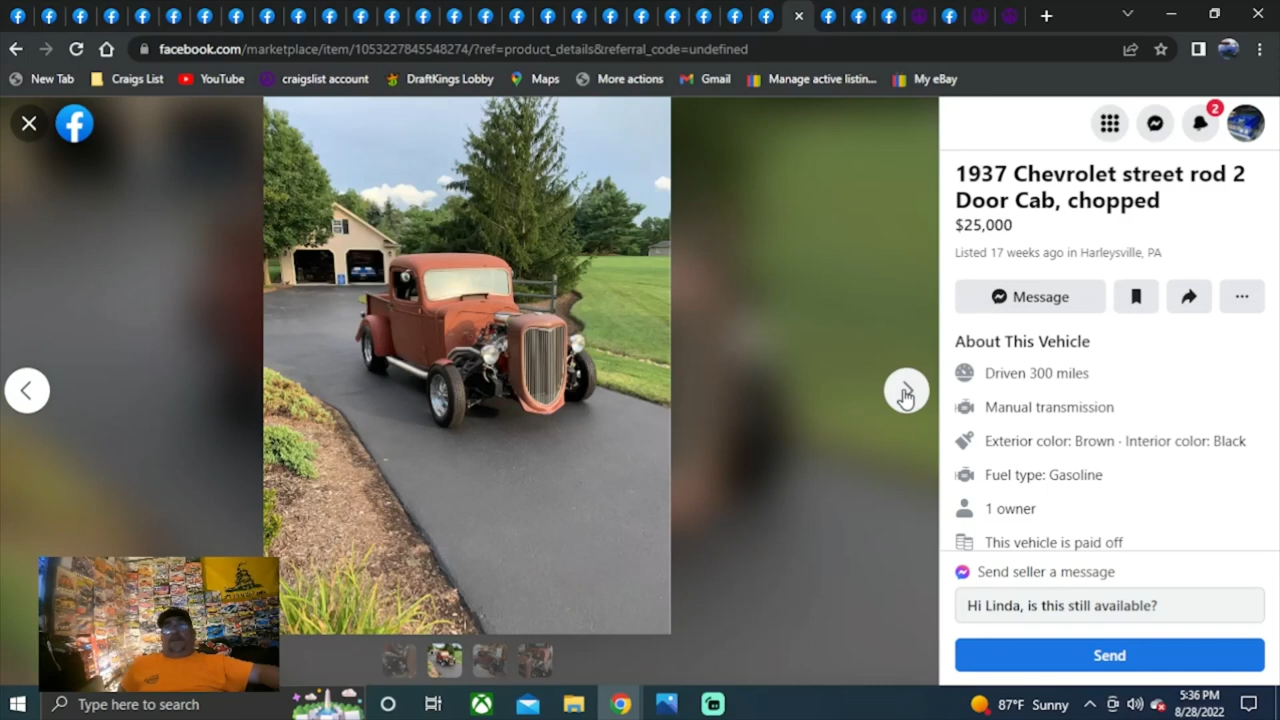 facebook.com/marketplace/item/1053227845548274/?ref=product_details&referral_code=undefined
New Tab
Craigs List
YouTube
craigslist account
DraftKings Lobby
Maps
More actions
Gmail
Manage active listin...
My eBay
2
1937 Chevrolet street rod 2
Door Cab, chopped
$25,000
Listed 17 weeks ago in Harleysville, PA
Message
About This Vehicle
Driven 300 miles
Manual transmission
Exterior color: Brown · Interior color: Black
Fuel type: Gasoline
1 owner
This vehicle is paid off
Send seller a message
Hi Linda, is this still available?
Send
Type here to search
87°F Sunny
5:36 PM
8/28/2022